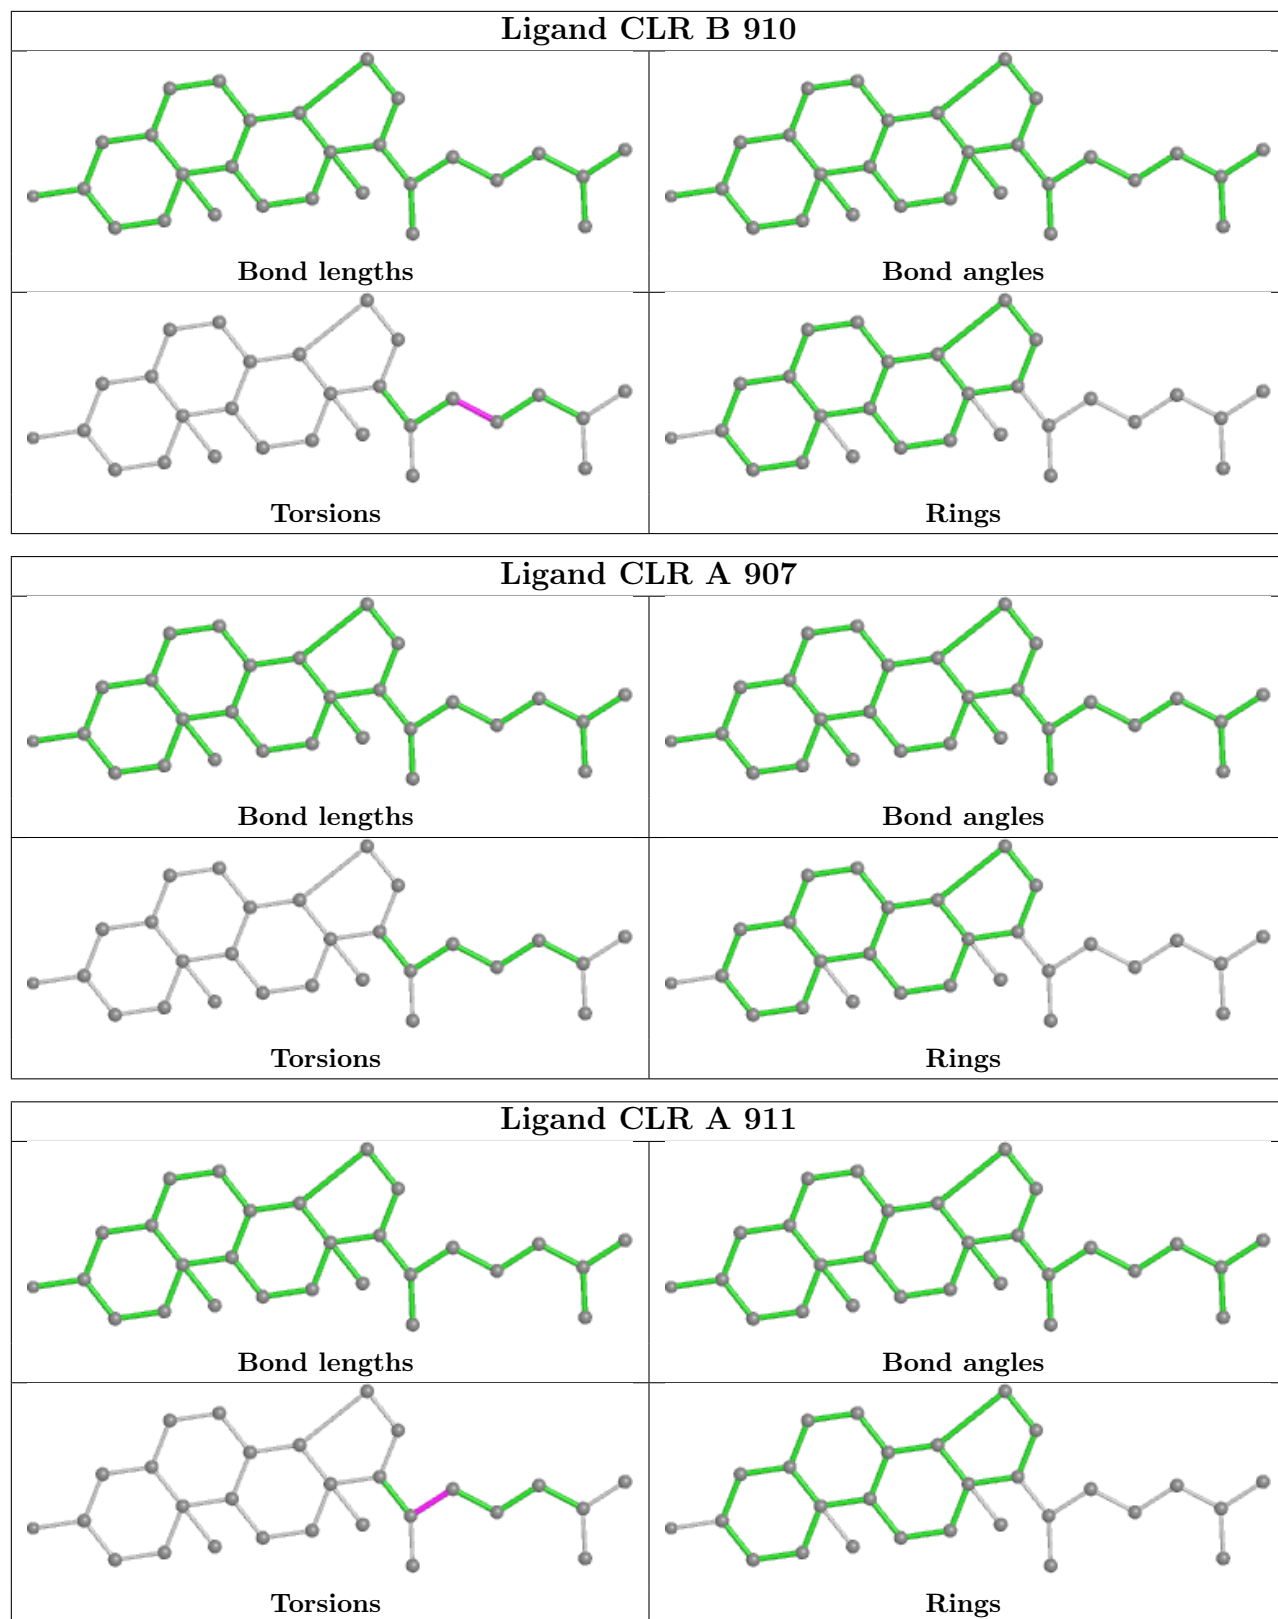 Ligand CLR B 910
Bond lengths
Bond angles
Torsions
Rings
Ligand CLR A 907
Bond lengths
Bond angles
Torsions
Rings
Ligand CLR A 911
Bond lengths
Bond angles
Torsions
Rings